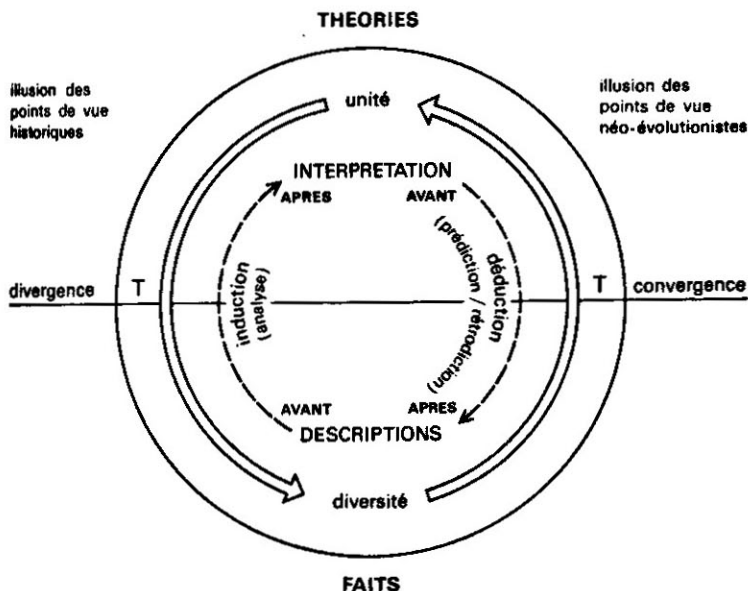 THEORIES
illusion des
points de vue
historiques
illusion des
points de vue
néo-évolutionistes
unité
INTERPRETATION
APRES
AVANT
induction
(analyse)
déduction
(prédiction / rétrodiction)
divergence
T
T
convergence
AVANT
APRES
DESCRIPTIONS
diversité
FAITS